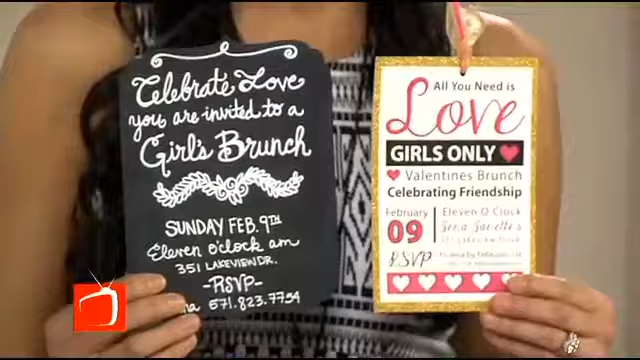 Celebrate Love
you are invited to a
Girl's Brunch
SUNDAY FEB. 9TH
Eleven o'clock am
351 LAKEVIEW DR.
-RSVP-
571.823.7754
All You Need is
Love
GIRLS ONLY
Valentines Brunch
Celebrating Friendship
February
09
RSVP
Eleven O Clock